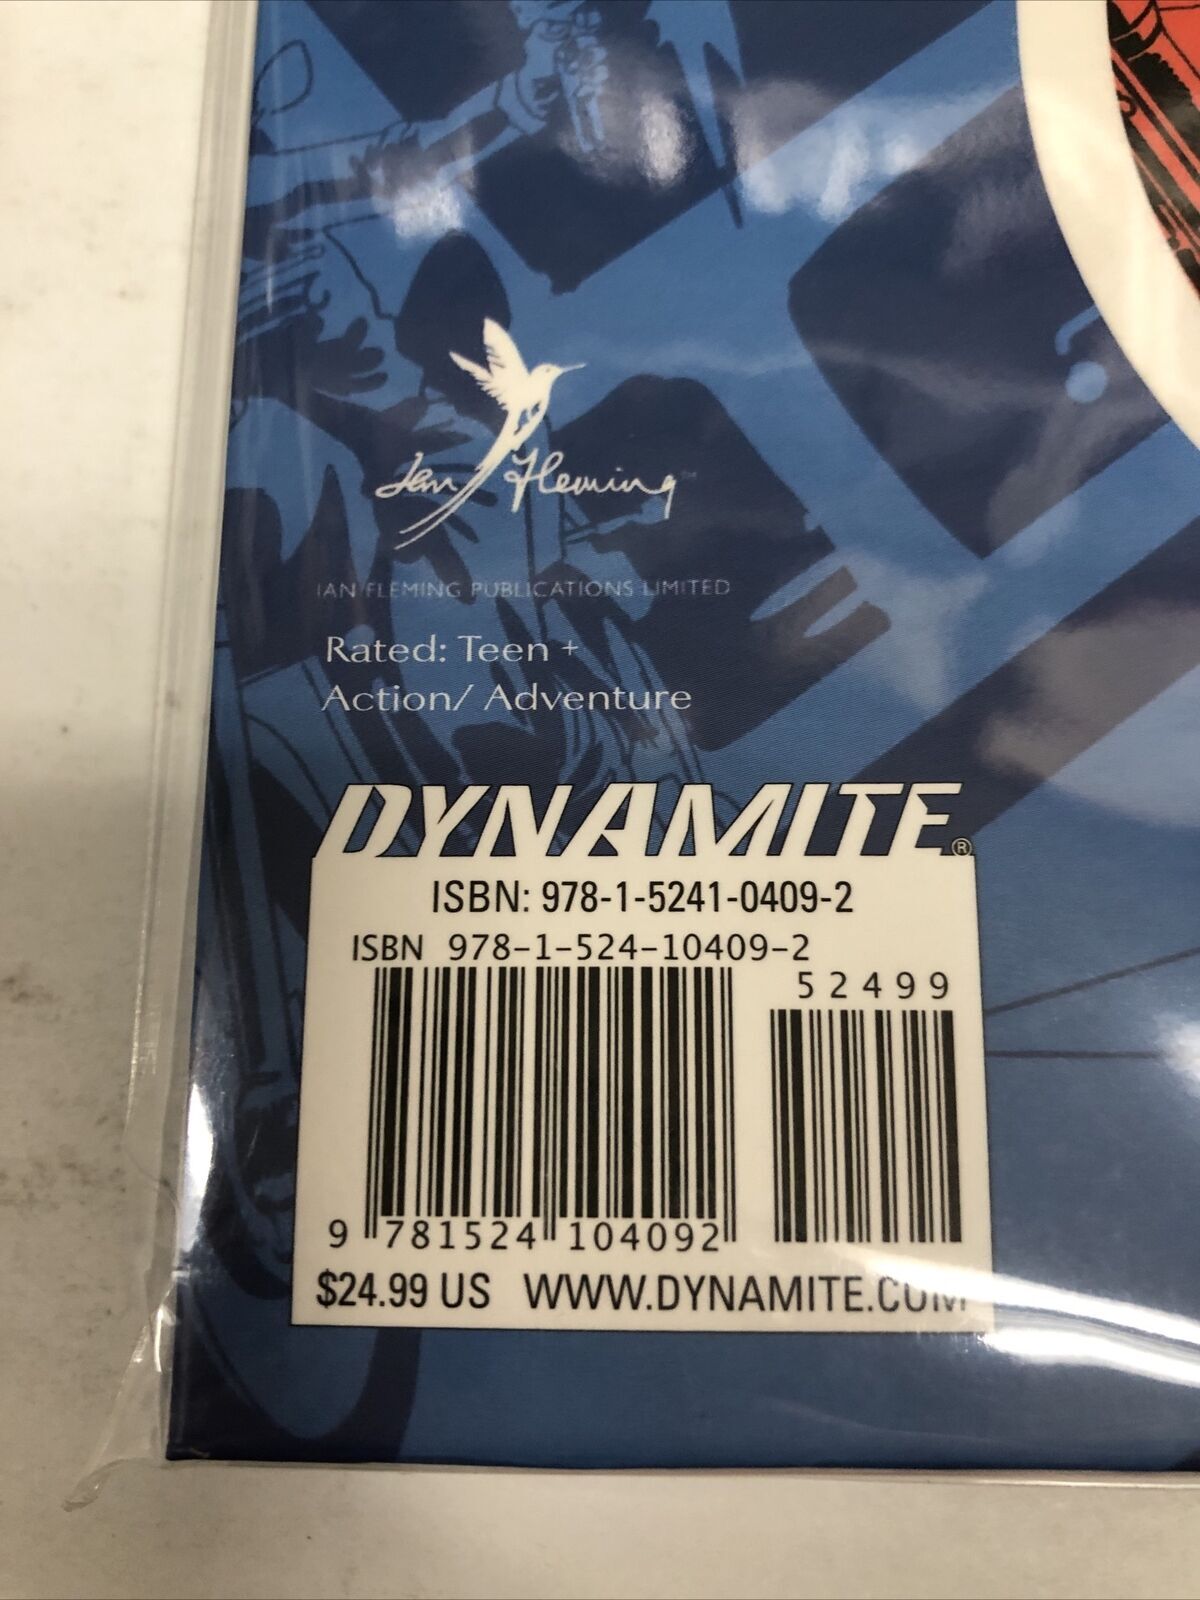 Ian Fleming™
IAN FLEMING PUBLICATIONS LIMITED
Rated: Teen +
Action/ Adventure
DYNAMITE®
ISBN: 978-1-5241-0409-2
ISBN 978-1-524-10409-2
52499
9 781524 104092
$24.99 US WWW.DYNAMITE.COM